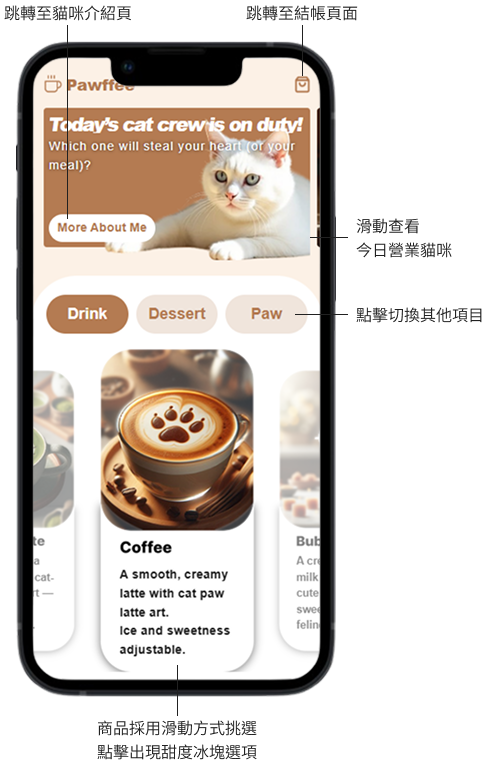 跳轉至貓咪介紹頁
跳轉至結帳頁面
Pawffee
Today's cat crew is on duty!
Which one will steal your heart (or your
meal)?
More About Me
滑動查看
今日營業貓咪
Drink
Dessert
Paw
點擊切換其他項目
te
a
cat-
rt —
Coffee
A smooth, creamy
latte with cat paw
latte art.
Ice and sweetness
adjustable.
Bub
A cre
milk
cute
swee
feline
商品採用滑動方式挑選
點擊出現甜度冰塊選項